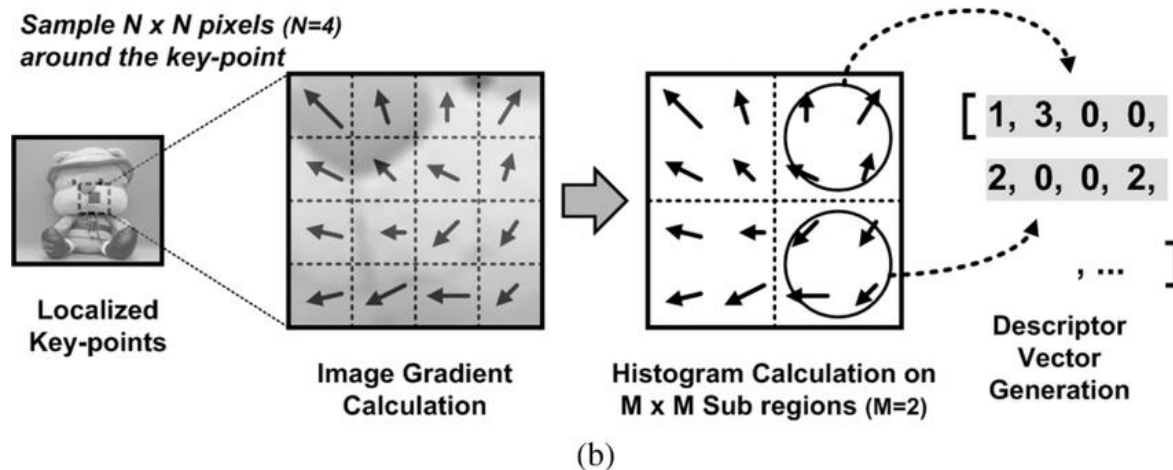 Sample N x N pixels (N=4)
around the key-point
Localized
Key-points
Image Gradient
Calculation
Histogram Calculation on
M x M Sub regions (M=2)
[ 1, 3, 0, 0,
2, 0, 0, 2,
, ... ]
Descriptor
Vector
Generation
(b)